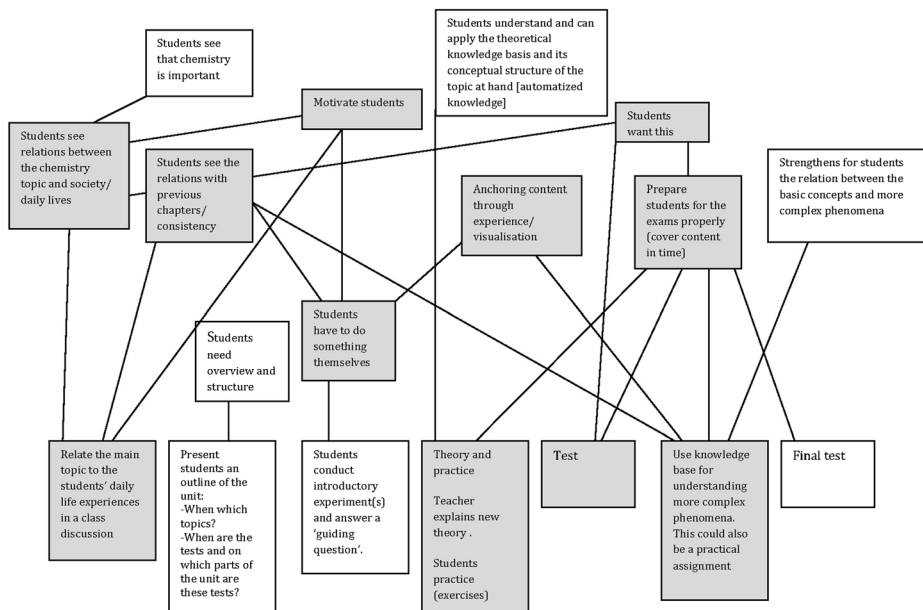 Students see
that chemistry
is important
Students understand and can
apply the theoretical
knowledge basis and its
conceptual structure of the
topic at hand [automatized
knowledge]
Motivate students
Students
want this
Students see
relations between
the chemistry
topic and society/
daily lives
Students see the
relations with
previous
chapters/
consistency
Anchoring content
through
experience/
visualisation
Prepare
students for the
exams properly
(cover content
in time)
Strengthens for students
the relation between the
basic concepts and more
complex phenomena
Students
need
overview and
structure
Students
have to do
something
themselves
Relate the main
topic to the
students' daily
life experiences
in a class
discussion
Present
students an
outline of the
unit:
-When which
topics?
-When are the
tests and on
which parts of
the unit are
these tests?
Students
conduct
introductory
experiment(s)
and answer a
'guiding
question'.
Theory and
practice
Teacher
explains new
theory .
Students
practice
(exercises)
Test
Use knowledge
base for
understanding
more complex
phenomena.
This could also
be a practical
assignment
Final test